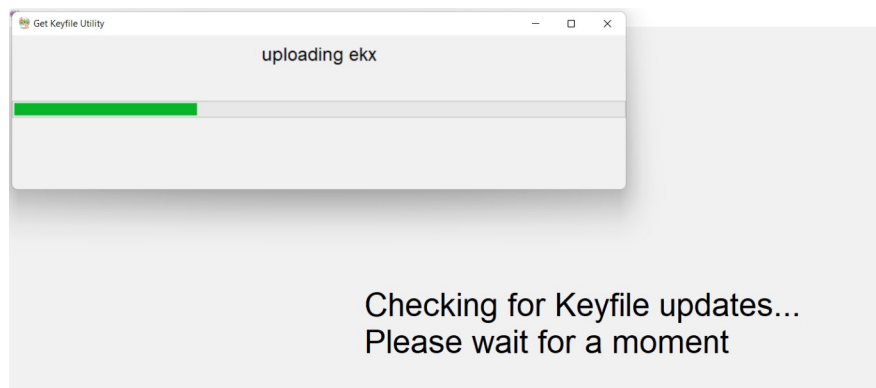 Get Keyfile Utility
uploading ekx
Checking for Keyfile updates...
Please wait for a moment